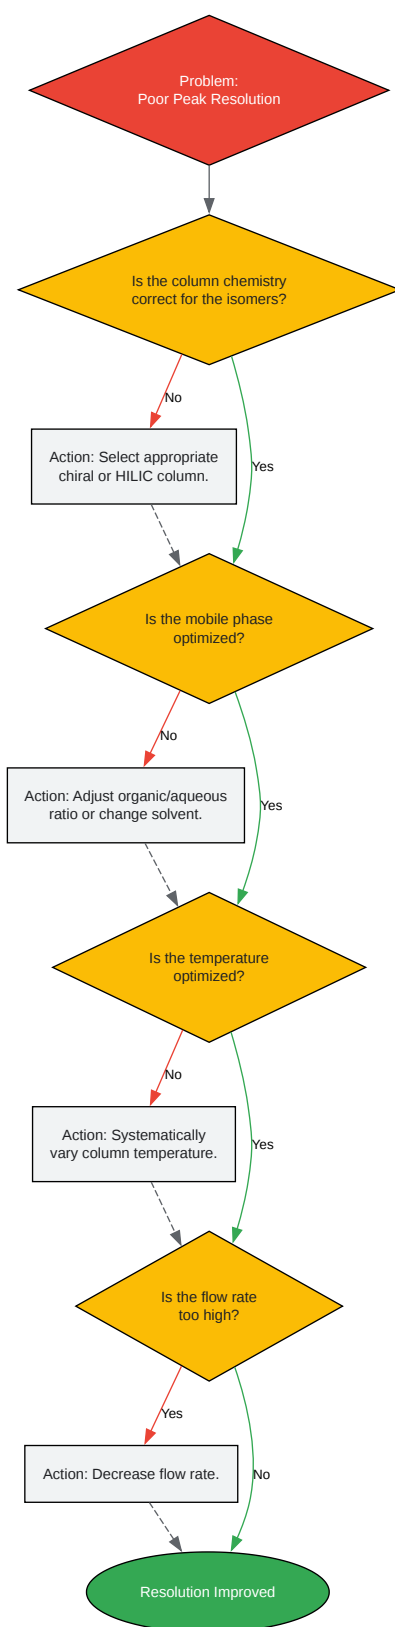 Problem:
Poor Peak Resolution
Is the column chemistry
correct for the isomers?
No
Action: Select appropriate
chiral or HILIC column.
Yes
Is the mobile phase
optimized?
No
Action: Adjust organic/aqueous
ratio or change solvent.
Yes
Is the temperature
optimized?
No
Action: Systematically
vary column temperature.
Yes
Is the flow rate
too high?
Yes
Action: Decrease flow rate.
No
Resolution Improved